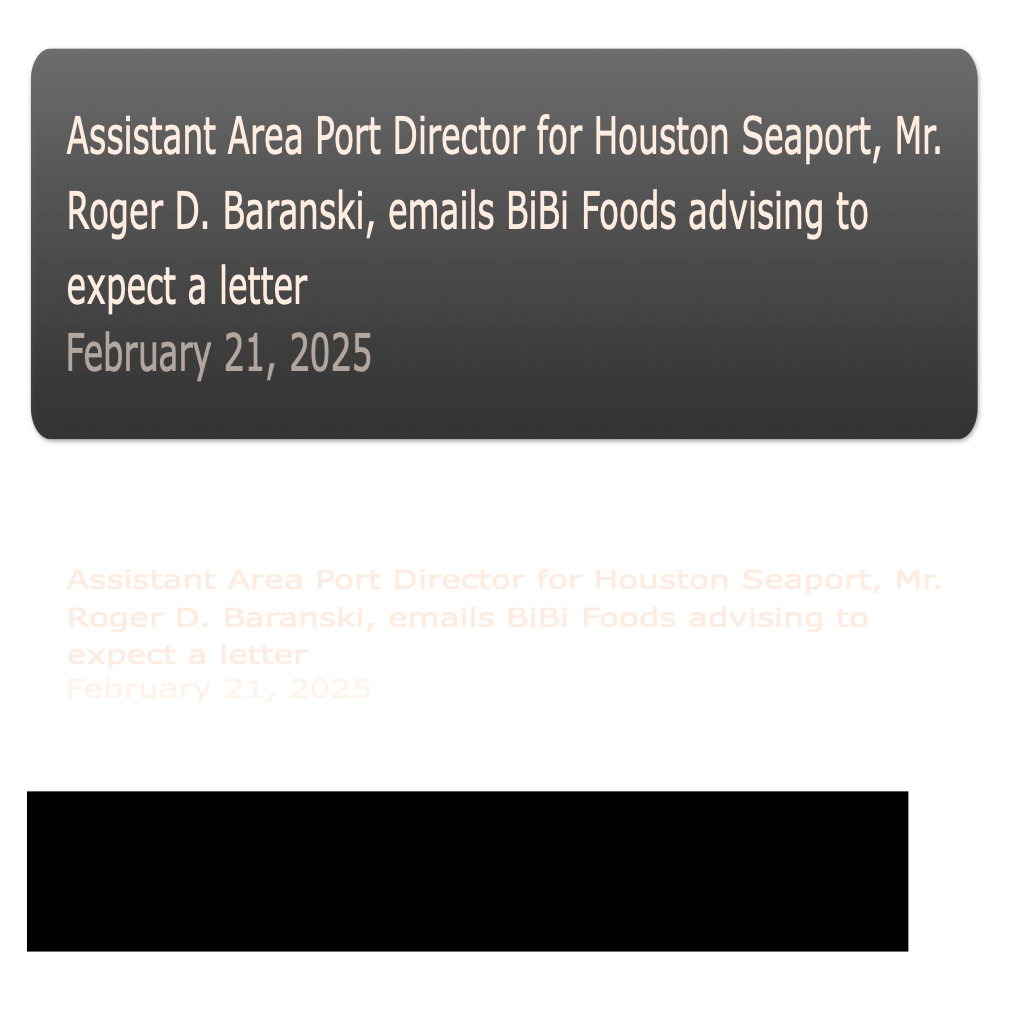 Assistant Area Port Director for Houston Seaport, Mr.
Roger D. Baranski, emails BiBi Foods advising to
expect a letter
February 21, 2025
Assistant Area Port Director for Houston Seaport, Mr.
Roger D. Baranski, emails BiBi Foods advising to
expect a letter
February 21, 2025